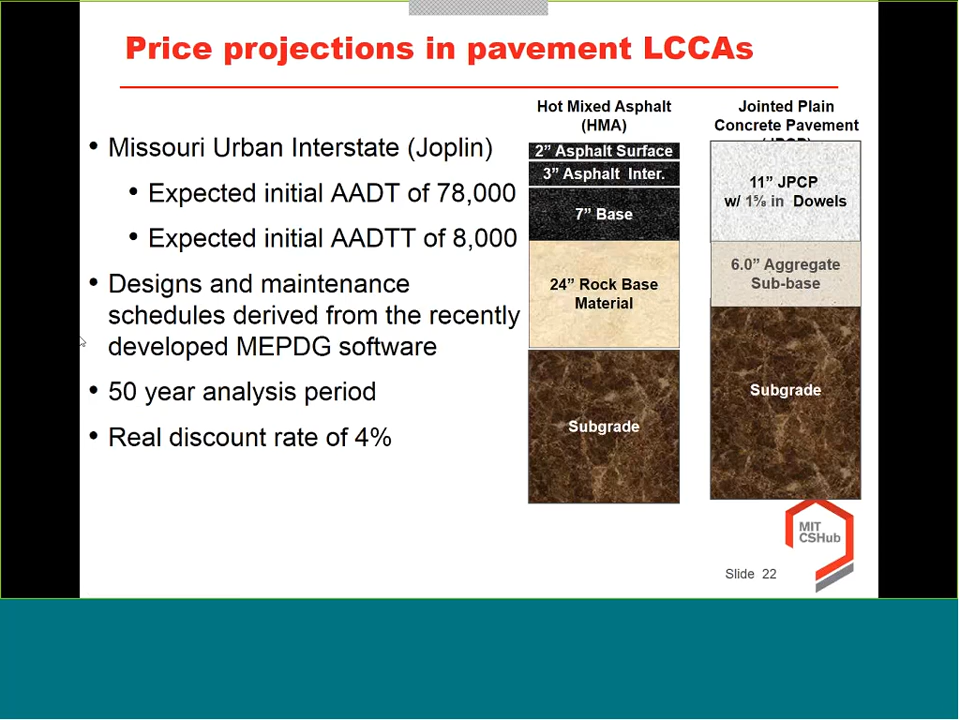 Price projections in pavement LCCAs
• Missouri Urban Interstate (Joplin)
• Expected initial AADT of 78,000
• Expected initial AADTT of 8,000
• Designs and maintenance
schedules derived from the recently
developed MEPDG software
• 50 year analysis period
• Real discount rate of 4%
Hot Mixed Asphalt
(HMA)
2” Asphalt Surface
3” Asphalt Inter.
7” Base
24” Rock Base
Material
Subgrade
Jointed Plain
Concrete Pavement
11” JPCP
w/ 1⅝ in Dowels
6.0” Aggregate
Sub-base
Subgrade
MIT
CSHub
Slide 22